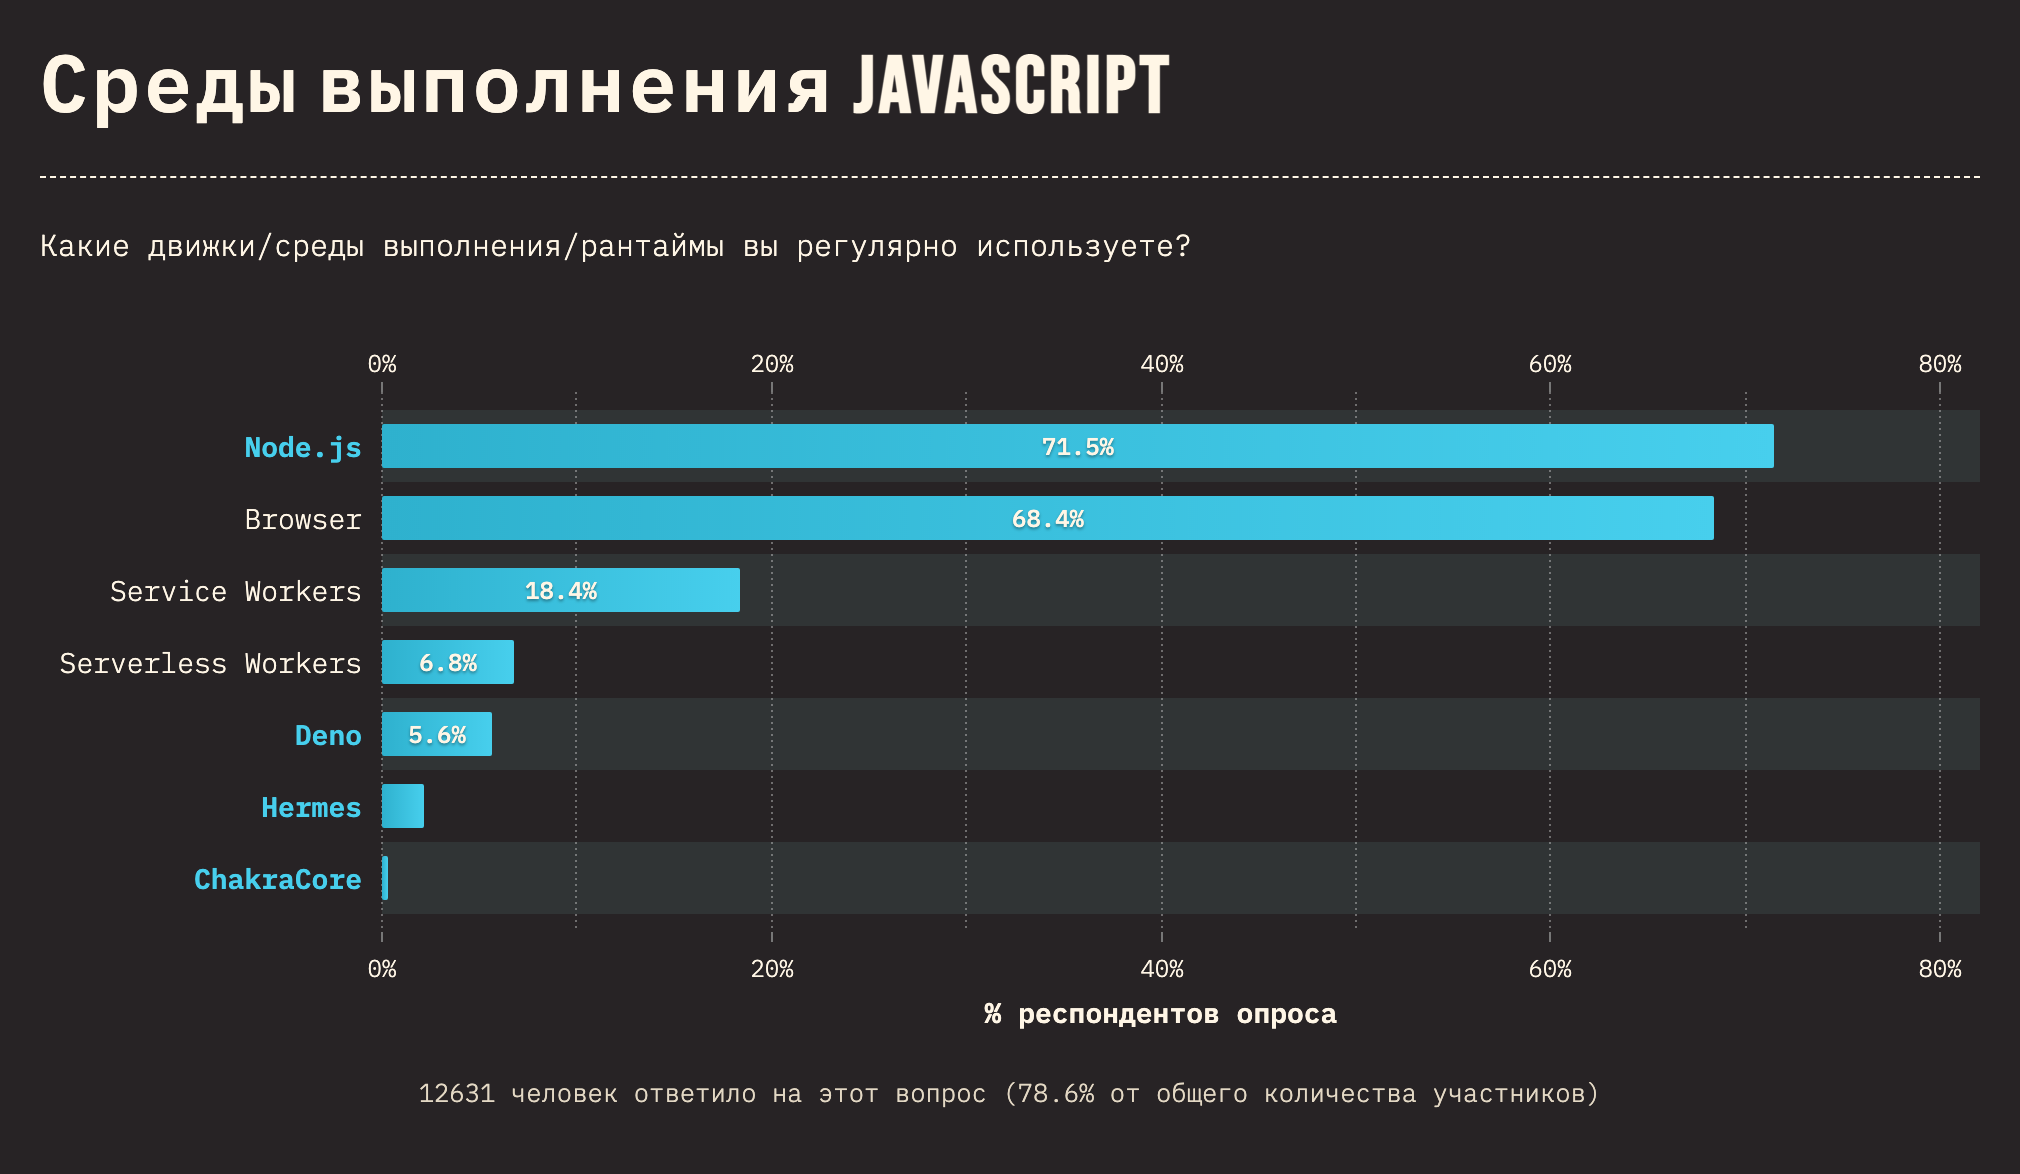 Среды выполнения JAVASCRIPT
Какие движки/среды выполнения/рантаймы вы регулярно используете?
0% 20% 40% 60% 80%
Node.js 71.5%
Browser 68.4%
Service Workers 18.4%
Serverless Workers 6.8%
Deno 5.6%
Hermes
ChakraCore
0% 20% 40% 60% 80%
% респондентов опроса
12631 человек ответило на этот вопрос (78.6% от общего количества участников)